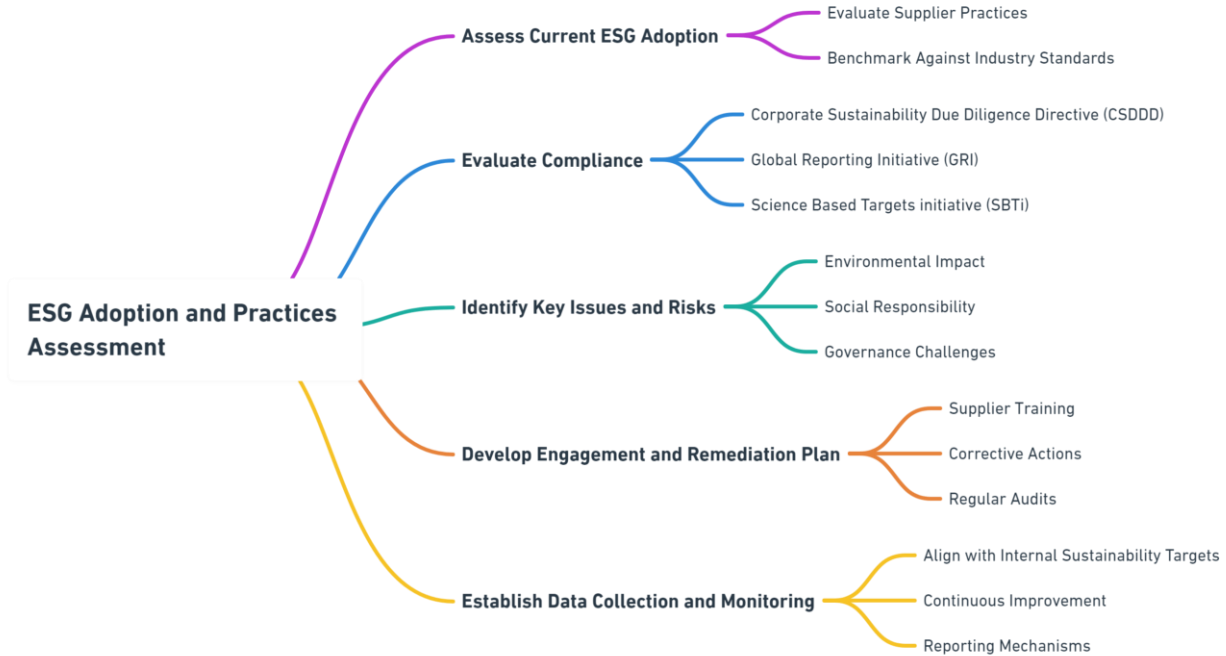 ESG Adoption and Practices
Assessment
Assess Current ESG Adoption
Evaluate Supplier Practices
Benchmark Against Industry Standards
Evaluate Compliance
Corporate Sustainability Due Diligence Directive (CSDDD)
Global Reporting Initiative (GRI)
Science Based Targets initiative (SBTi)
Identify Key Issues and Risks
Environmental Impact
Social Responsibility
Governance Challenges
Develop Engagement and Remediation Plan
Supplier Training
Corrective Actions
Regular Audits
Establish Data Collection and Monitoring
Align with Internal Sustainability Targets
Continuous Improvement
Reporting Mechanisms